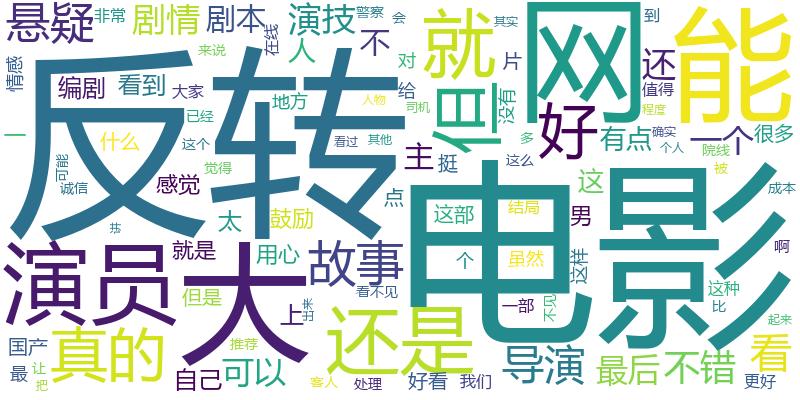 悬疑
非常
剧情
剧本
在线
演技
警察
会
不
就
其实
到
网
能
情感
编剧
看到
大家
来说
人
对
给
片
没有
还
值得
一
什么
已经
地方
人物
司机
但
好
程度
很多
可能
诚信
这个
觉得
看过
其他
主
挺
多
这么
有点
确实
个人
一个
院线
被
反转
感觉
太
鼓励
点
这部
结局
男
这
成本
电影
演员
就是
大
用心
故事
个
虽然
这样
这种
比
啊
但是
上
出来
看不见
一部
不见
起来
国产
最
让
把
真的
推荐
自己
可以
客人
还是
处理
好看
我们
导演
最后
不错
看
更好